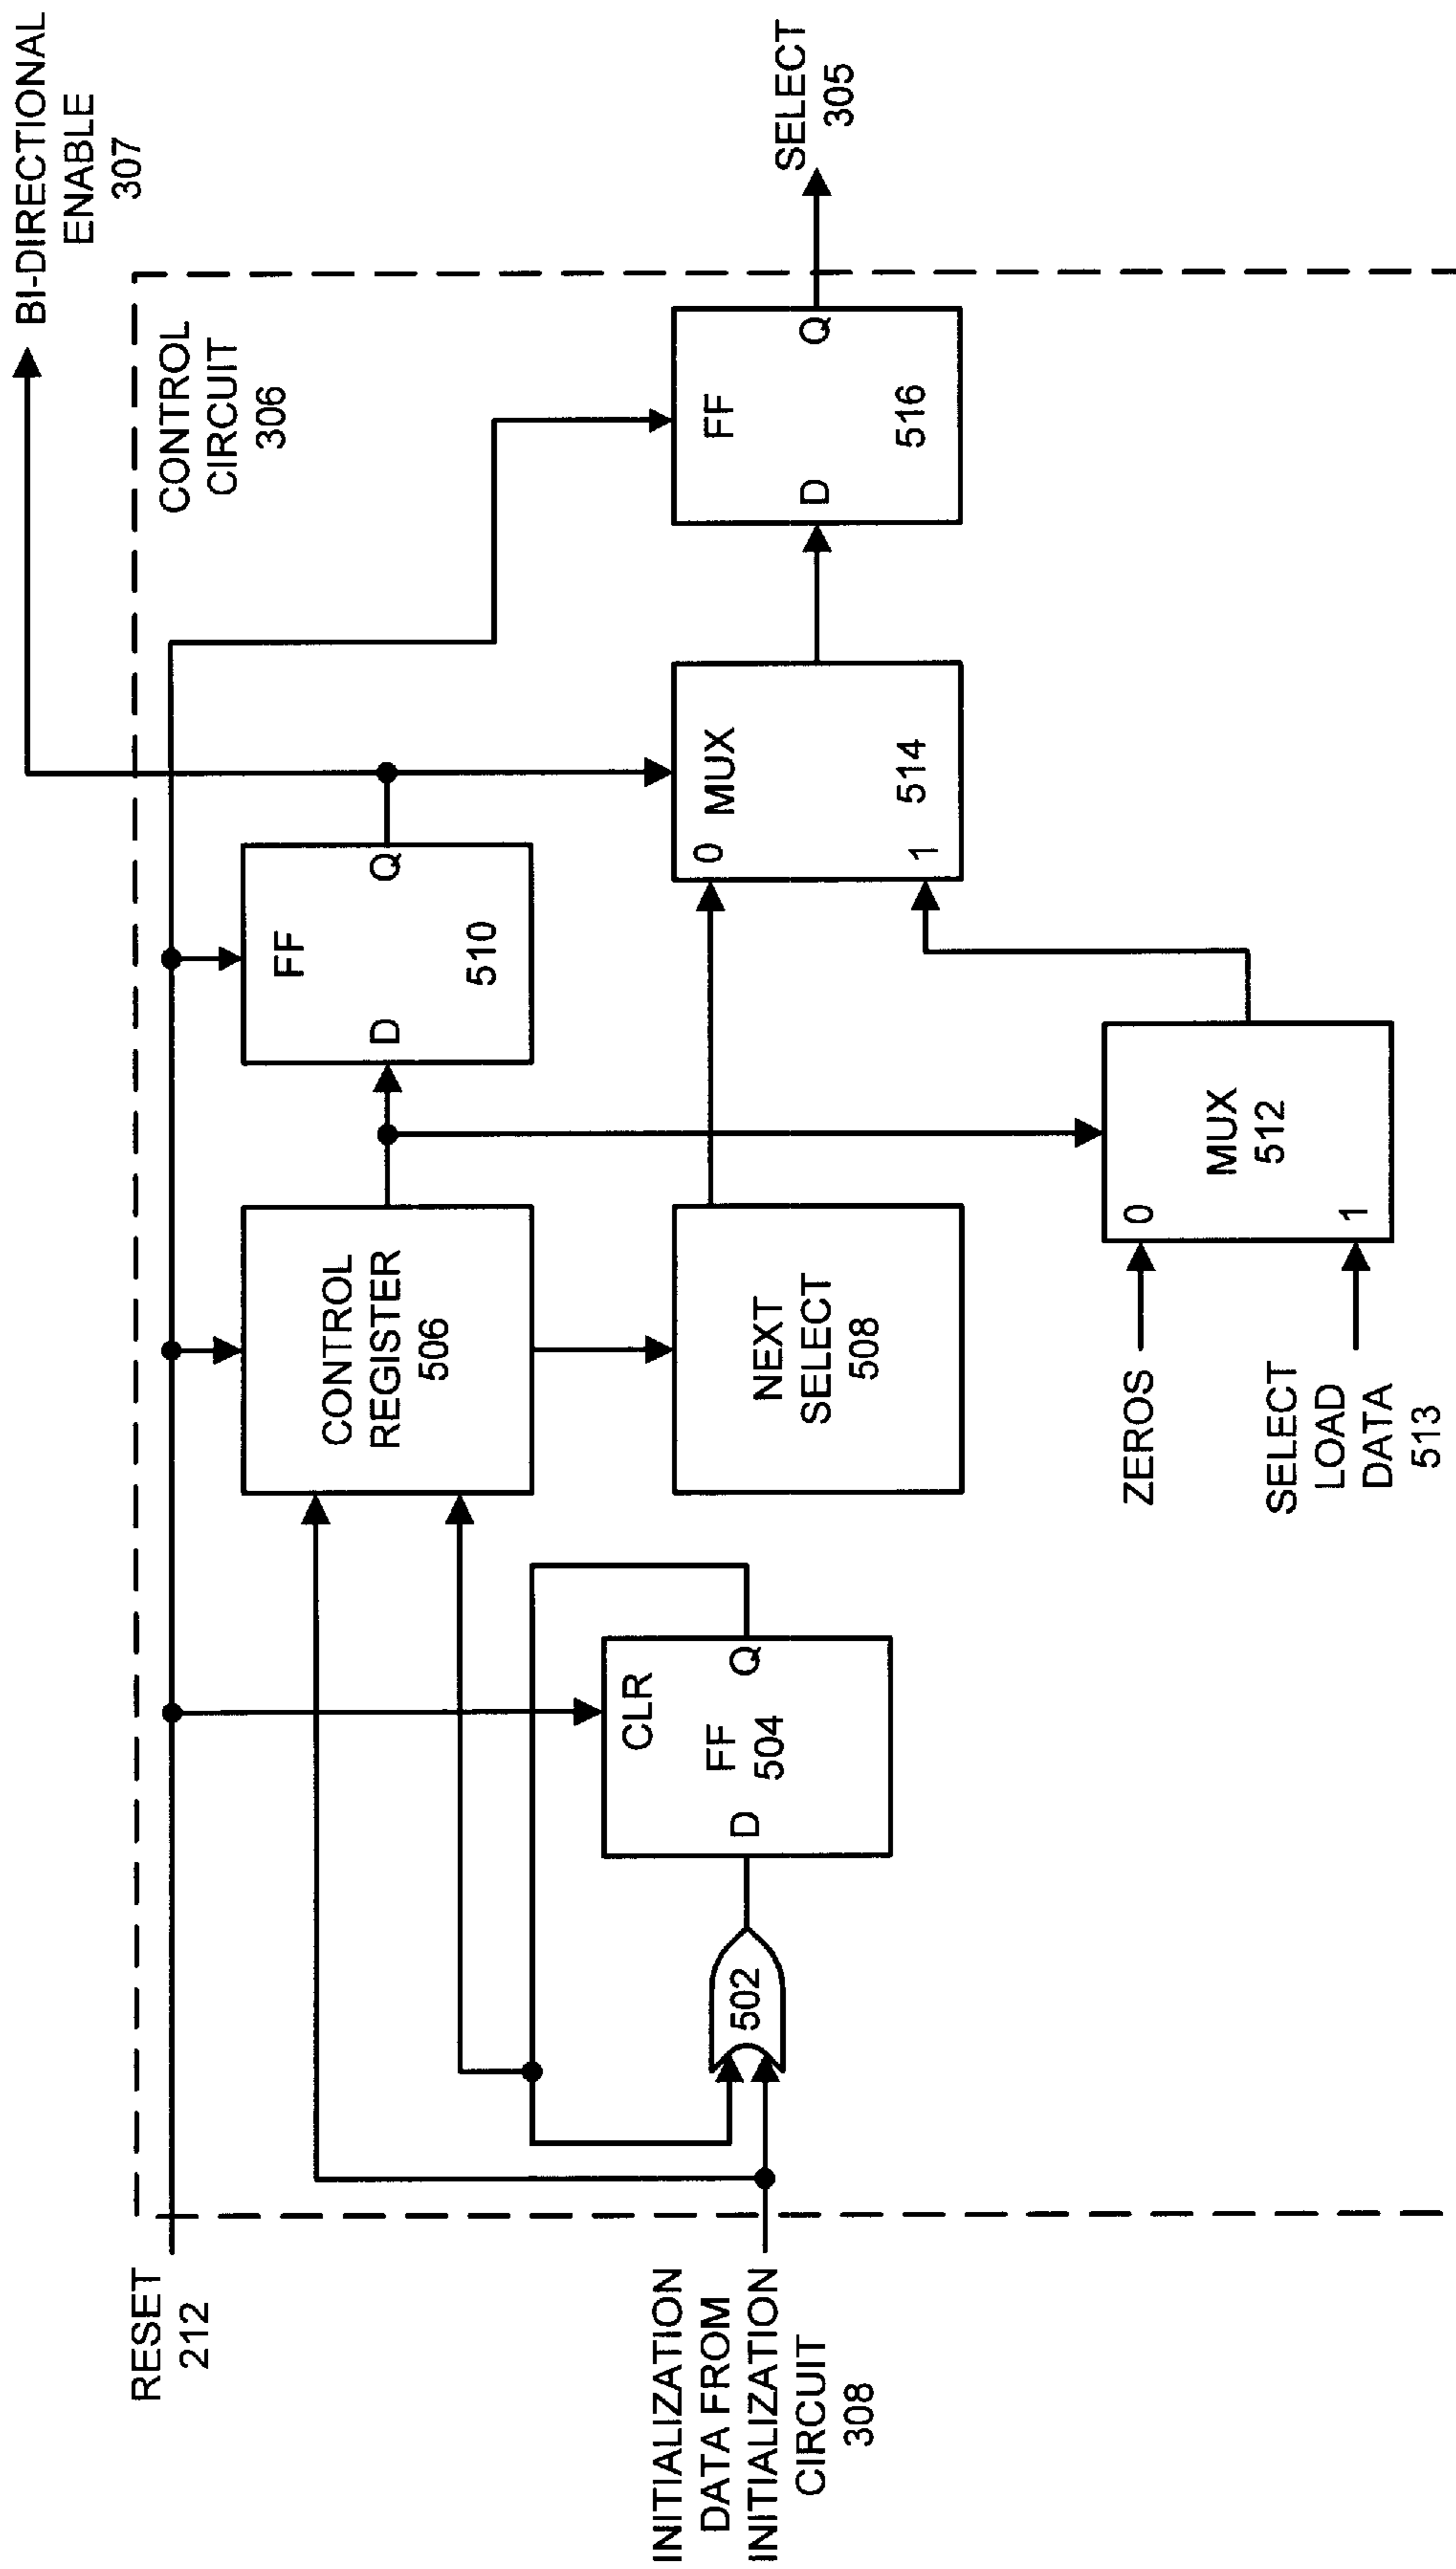 BI-DIRECTIONAL
ENABLE
307
CONTROL
CIRCUIT
306
RESET
212
INITIALIZATION
DATA FROM
INITIALIZATION
CIRCUIT
308
502
CLR
D
Q
FF
504
CONTROL
REGISTER
506
NEXT
SELECT
508
FF
D
Q
510
ZEROS
SELECT
LOAD
DATA
513
0
1
MUX
512
0
1
MUX
514
FF
D
Q
516
SELECT
305